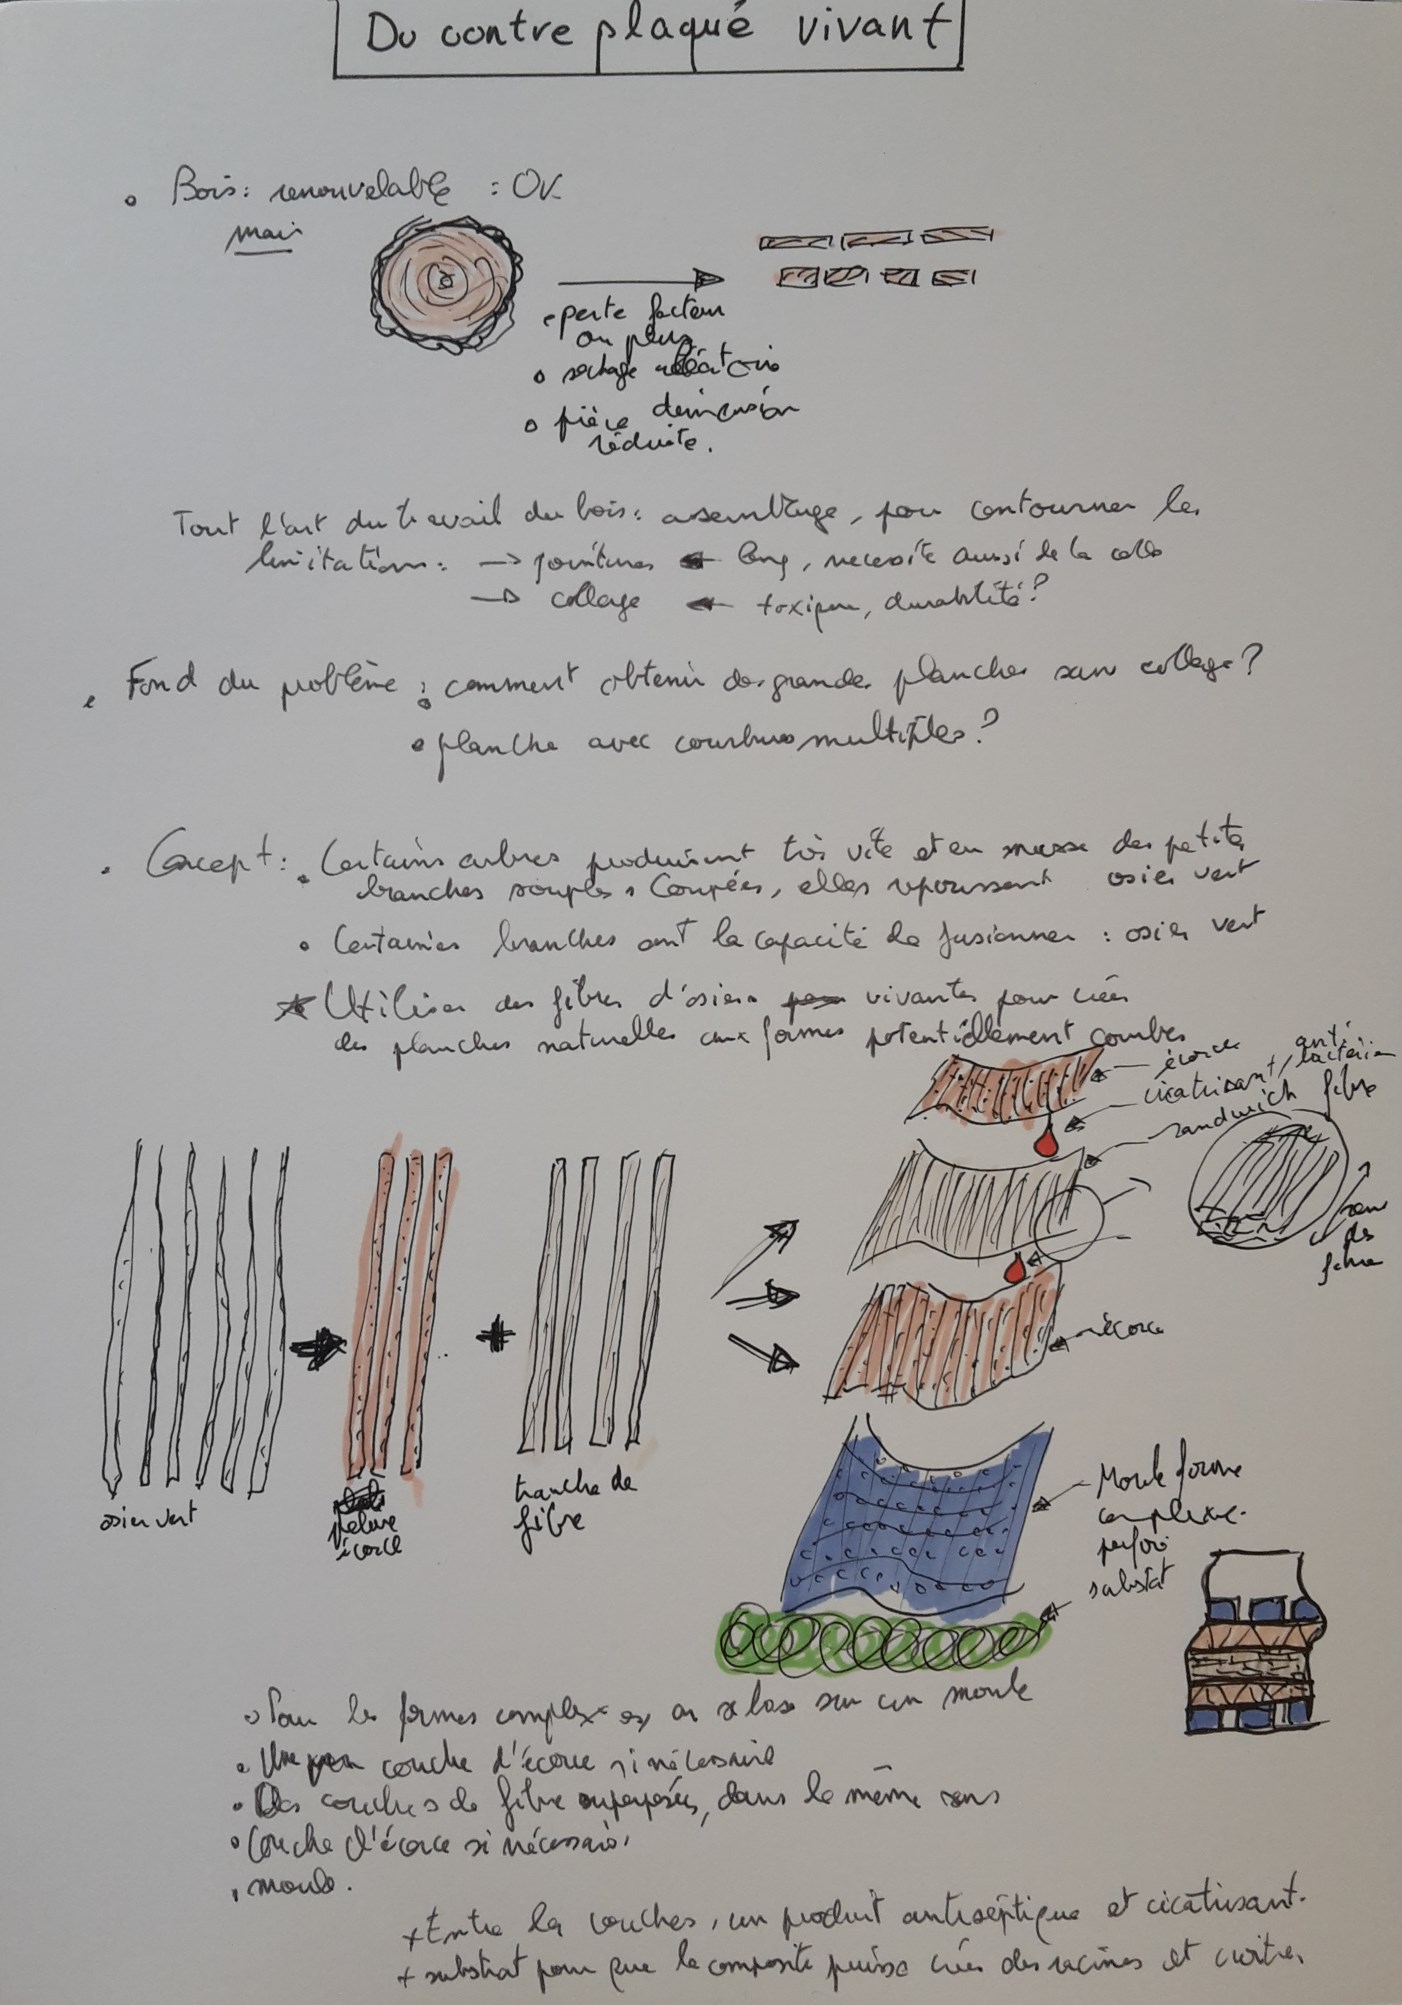 Du contre plaqué vivant
Bois: renouvelable : OK
mais
perte facteur
ou plus
séchage aléatoire
pièce dimension
réduite.
Tout l'art du travail du bois: assemblage, pour contourner les
limitations: → jointures ← long, necesite aussi de la colle
→ collage ← toxique, durabilité?
Fond du problème : comment obtenir des grandes planches sans collage?
planche avec courbures multiples?
Concept: Certains arbres produisent très vite et en masse des petites
branches souples. Coupées, elles repoussent osier vert
Certaines branches ont la capacité de fusionner : osier vert
Utiliser des fibres d'osier vivantes pour créer
des planches naturelles aux formes potentiellement courbes
écorce
cicatrisant/anti bactérien
sandwich fibre
sens
des
fibres
écorce
osier vert
pelure
écorce
tranche de
fibre
Moule forme
complexe
perforé
substrat
Pour les formes complexes, on se base sur un moule
Une couche d'écorce si nécessaire
Des couches de fibre superposées, dans le même sens
Couche d'écorce si nécessaire
moule.
+ Entre les couches, un produit antiseptique et cicatrisant.
+ substrat pour que le composite puisse créer des racines et croitre.